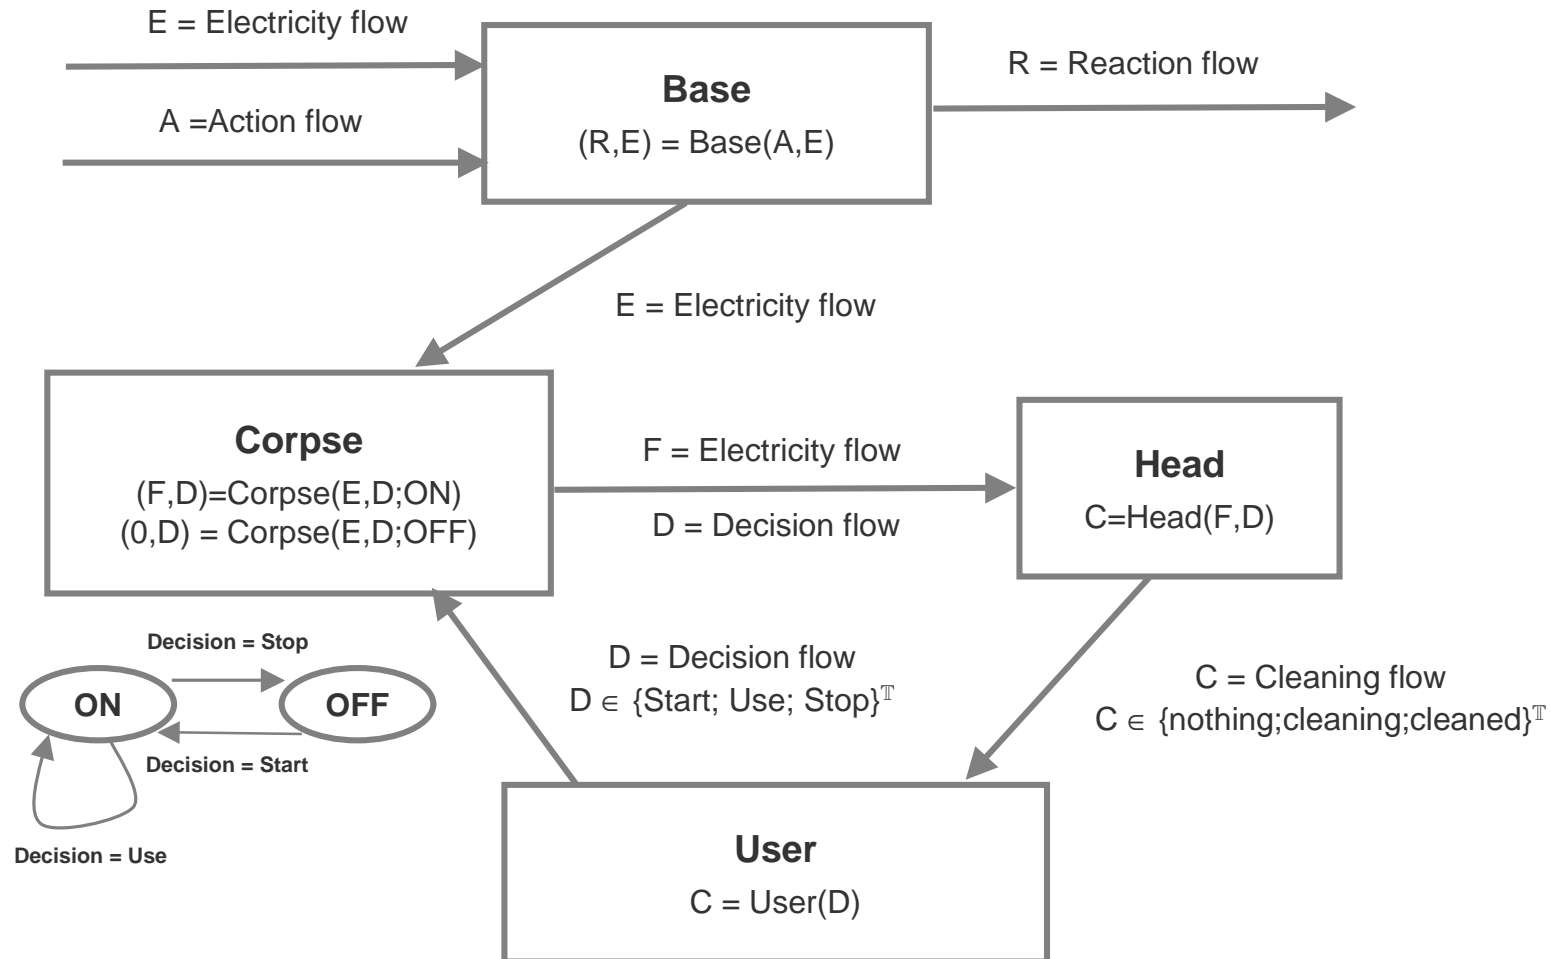 E = Electricity flow
A =Action flow
Base
(R,E) = Base(A,E)
R = Reaction flow
E = Electricity flow
Corpse
(F,D)=Corpse(E,D;ON)
(0,D) = Corpse(E,D;OFF)
F = Electricity flow
D = Decision flow
Head
C=Head(F,D)
Decision = Stop
ON
OFF
Decision = Start
Decision = Use
D = Decision flow
D ∈ {Start; Use; Stop}^𝕋
C = Cleaning flow
C ∈ {nothing;cleaning;cleaned}^𝕋
User
C = User(D)